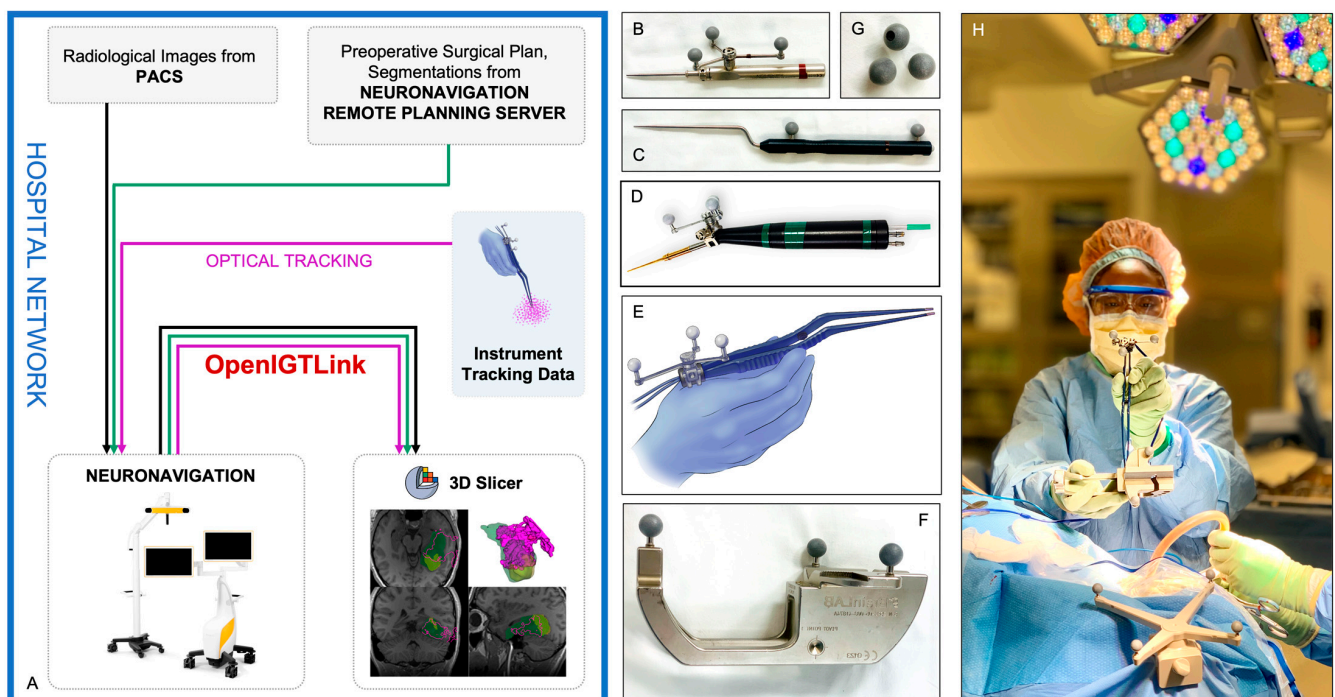 Radiological Images from
PACS
Preoperative Surgical Plan,
Segmentations from
NEURONAVIGATION
REMOTE PLANNING SERVER
HOSPITAL NETWORK
OPTICAL TRACKING
Instrument
Tracking Data
OpenIGTLink
NEURONAVIGATION
3D Slicer
A
B
G
C
D
E
F
H